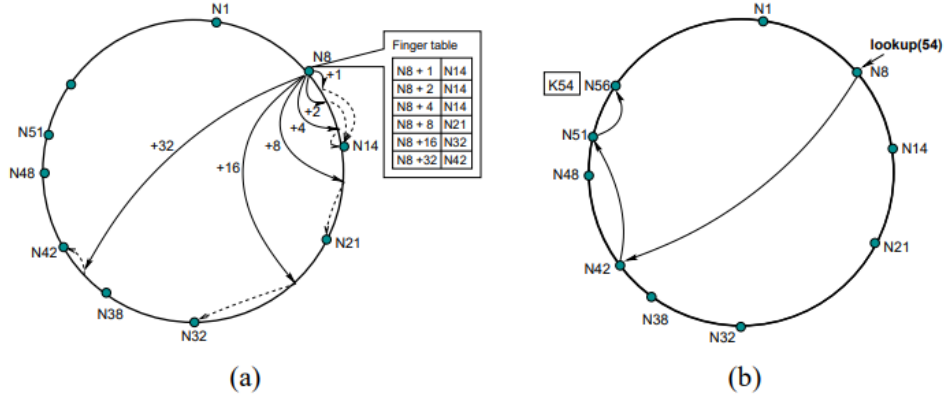 N1
N8
Finger table
+1
N8 + 1 N14
N8 + 2 N14
N8 + 4 N14
N8 + 8 N21
N8 +16 N32
N8 +32 N42
+2
+4
+8
+16
+32
N14
N21
N32
N38
N42
N48
N51
(a)
N1
lookup(54)
N8
K54 N56
N51
N14
N48
N21
N42
N38
N32
(b)